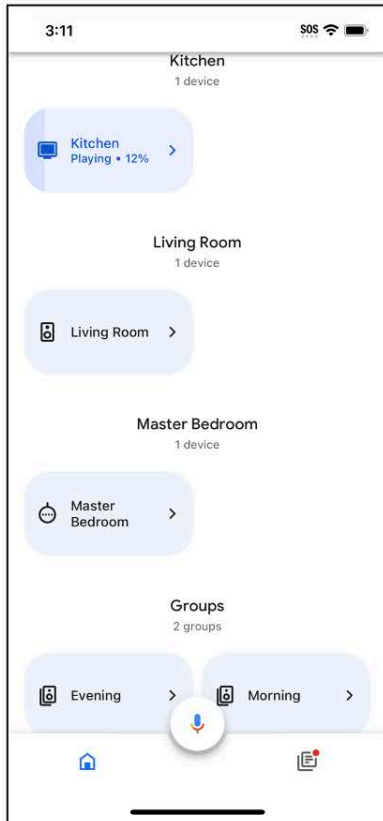 3:11
SOS
Kitchen
1 device
Kitchen
Playing • 12%
Living Room
1 device
Living Room
Master Bedroom
1 device
Master
Bedroom
Groups
2 groups
Evening
Morning